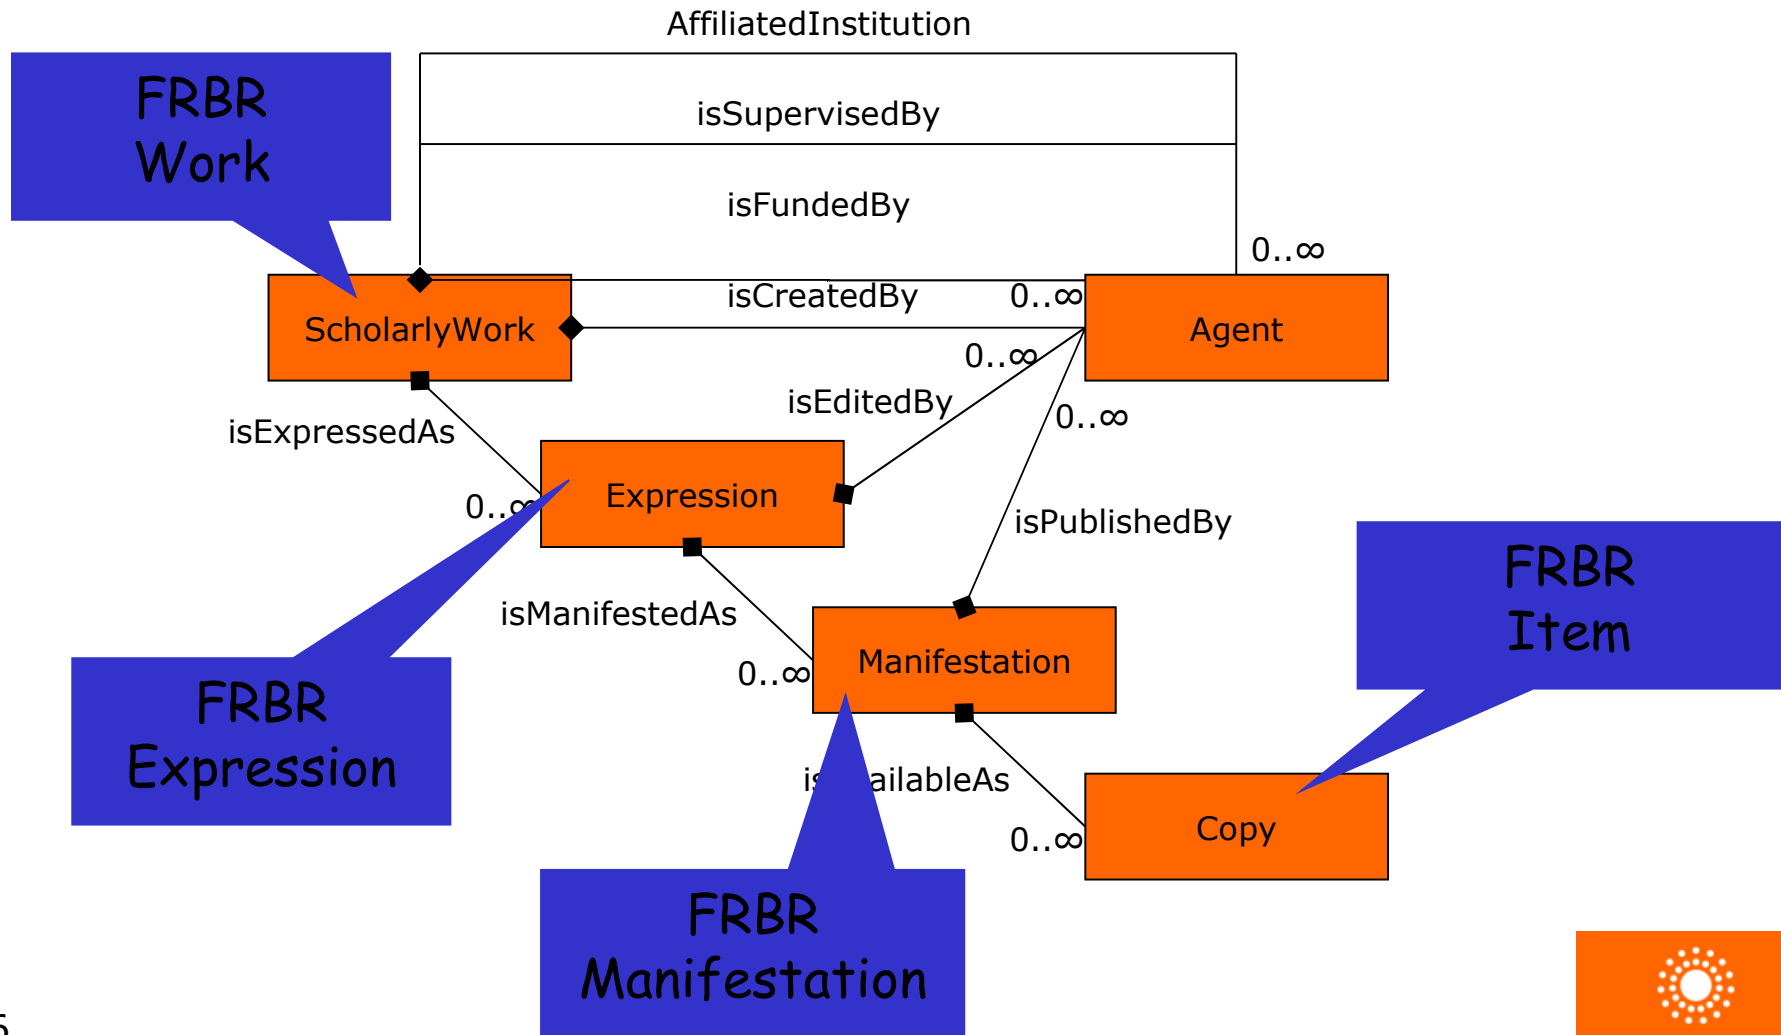 AffiliatedInstitution
FRBR
Work
isSupervisedBy
isFundedBy
0..∞
isCreatedBy
0..∞
ScholarlyWork
Agent
0..∞
isEditedBy
0..∞
isExpressedAs
Expression
0..∞
isPublishedBy
FRBR
Item
isManifestedAs
Manifestation
0..∞
FRBR
Expression
Copy
0..∞
FRBR
Manifestation